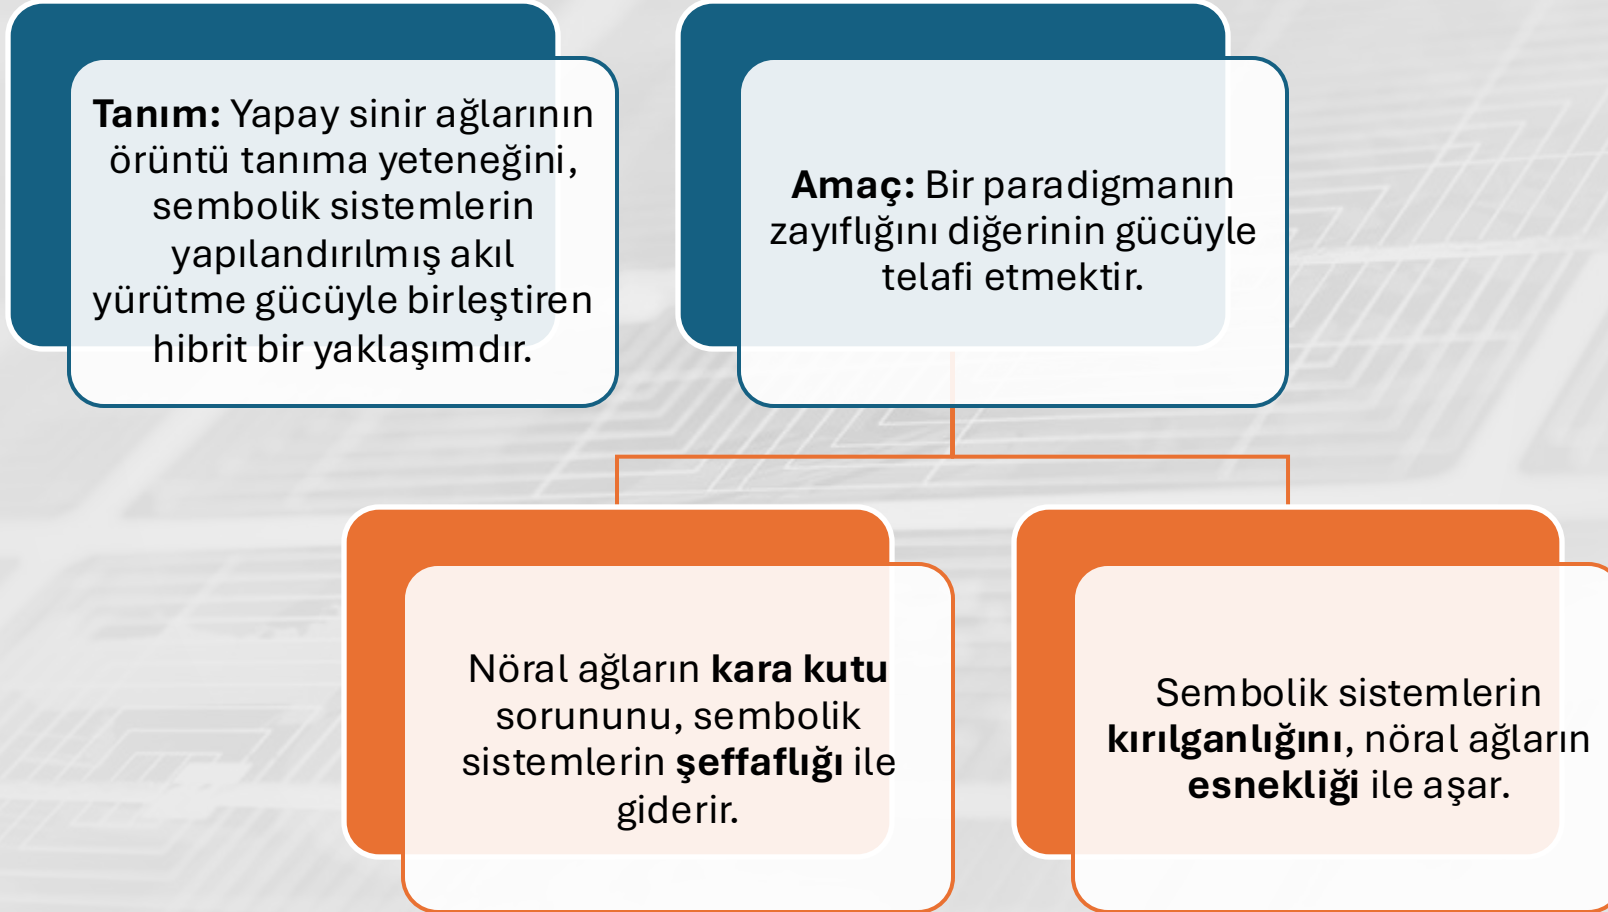 Tanım: Yapay sinir ağlarının
örüntü tanıma yeteneğini,
sembolik sistemlerin
yapılandırılmış akıl
yürütme gücüyle birleştiren
hibrit bir yaklaşımdır.
Amaç: Bir paradigmanın
zayıflığını diğerinin gücüyle
telafi etmektir.
Nöral ağların kara kutu
sorununu, sembolik
sistemlerin şeffaflığı ile
giderir.
Sembolik sistemlerin
kırılganlığını, nöral ağların
esnekliği ile aşar.